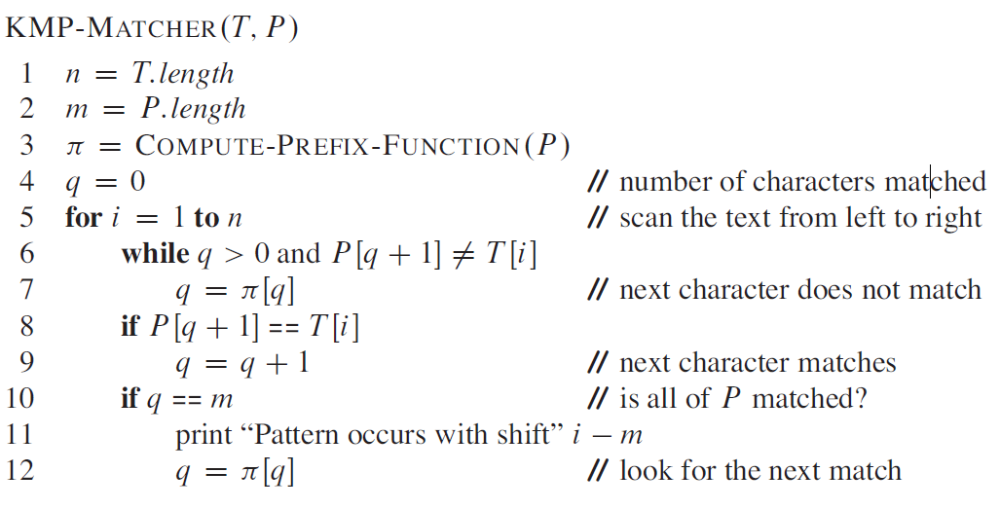 KMP-MATCHER(T, P)
1 n = T.length
2 m = P.length
3 π = COMPUTE-PREFIX-FUNCTION(P)
4 q = 0 // number of characters matched
5 for i = 1 to n // scan the text from left to right
6 while q > 0 and P[q + 1] ≠ T[i]
7 q = π[q] // next character does not match
8 if P[q + 1] == T[i]
9 q = q + 1 // next character matches
10 if q == m // is all of P matched?
11 print “Pattern occurs with shift” i − m
12 q = π[q] // look for the next match